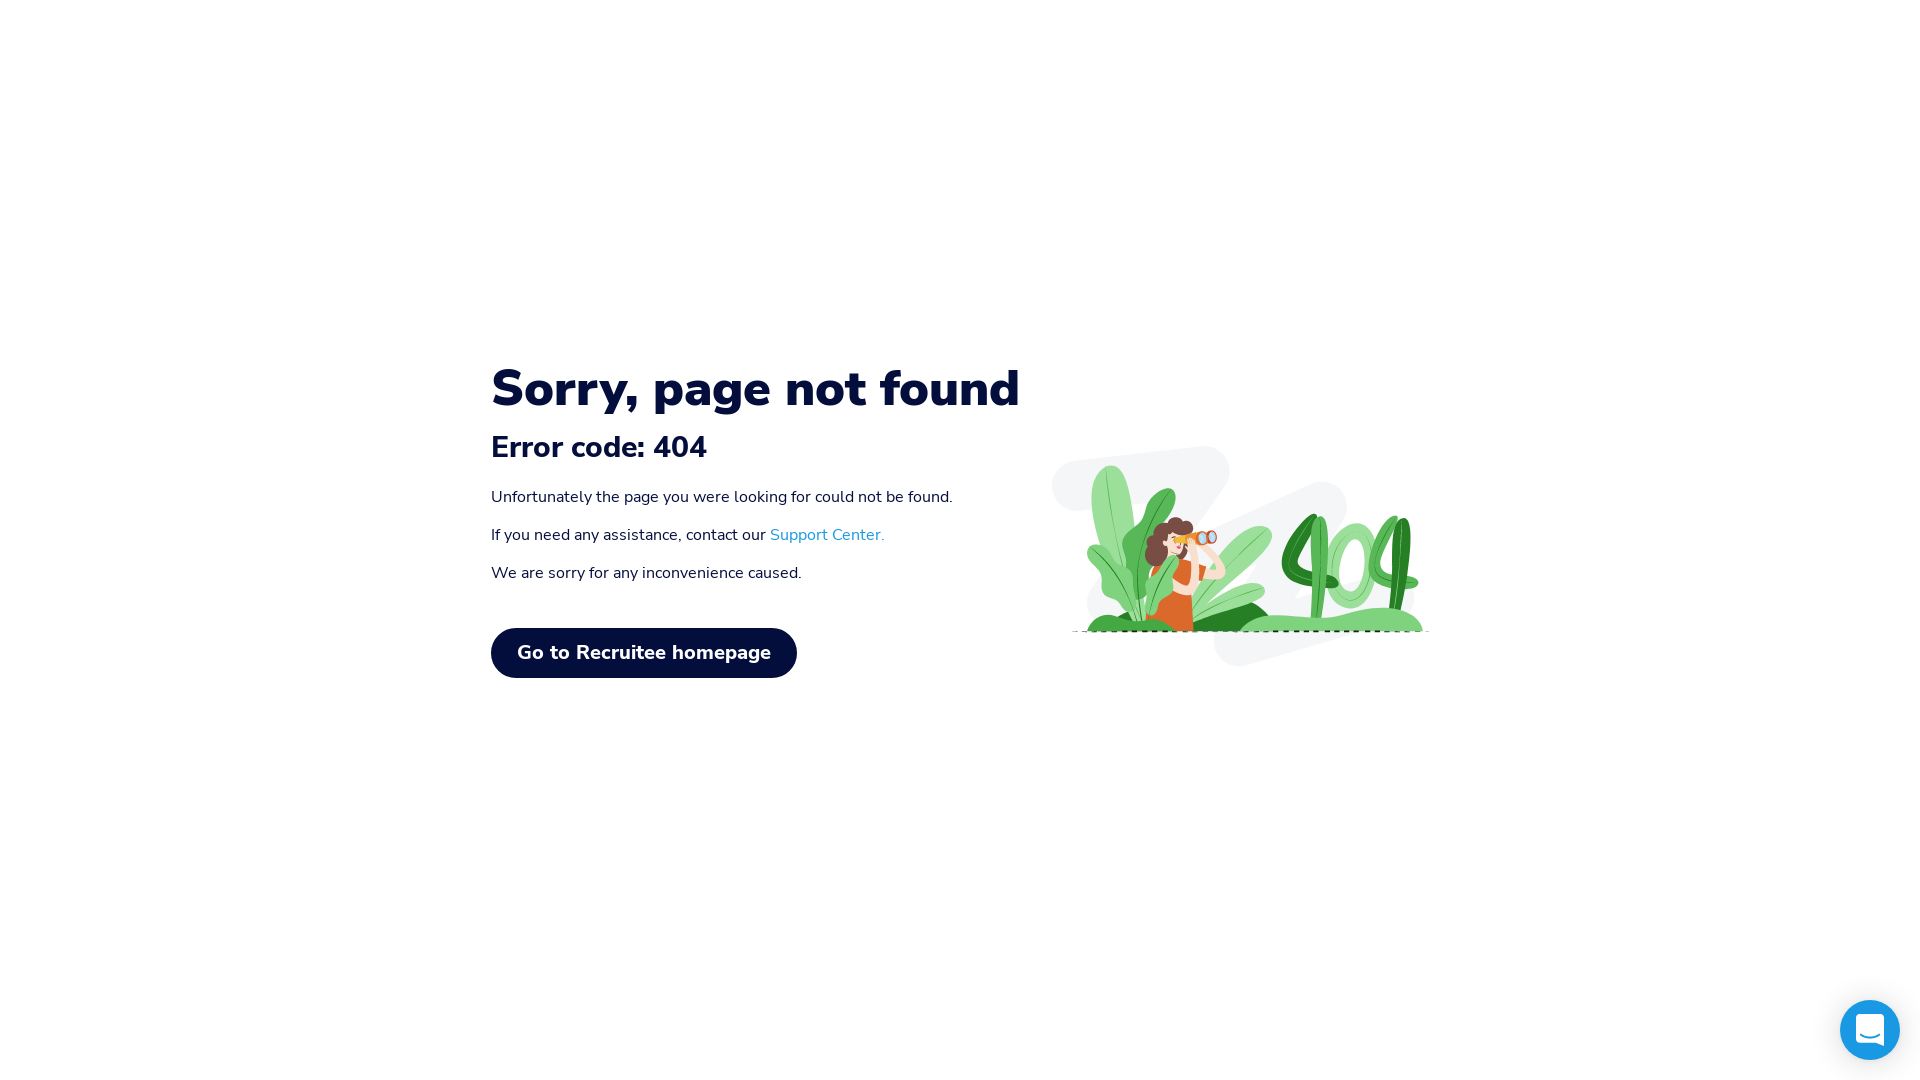 Sorry, page not found
Error code: 404
Unfortunately the page you were looking for could not be found.
If you need any assistance, contact our Support Center.
We are sorry for any inconvenience caused.
Go to Recruitee homepage
404